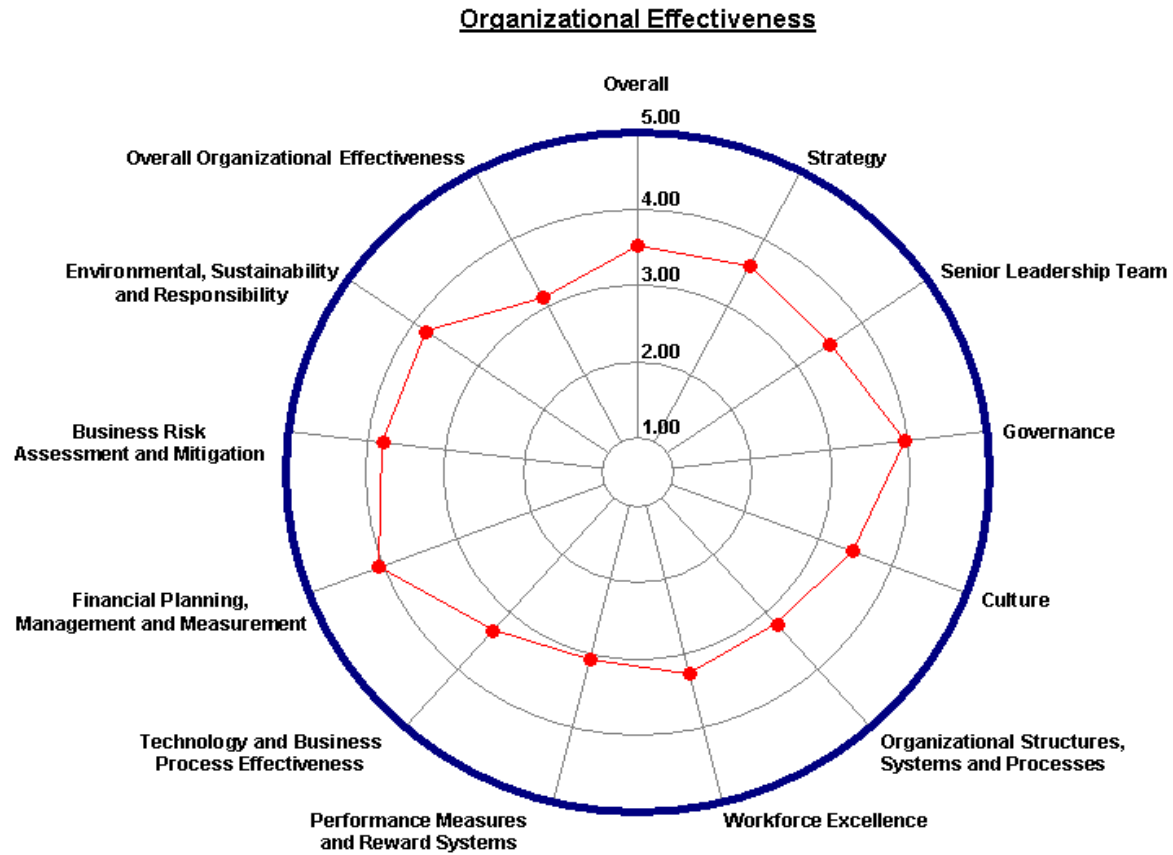 Organizational Effectiveness
Overall
5.00
4.00
3.00
2.00
1.00
Strategy
Senior Leadership Team
Governance
Culture
Organizational Structures,
Systems and Processes
Workforce Excellence
Performance Measures
and Reward Systems
Technology and Business
Process Effectiveness
Financial Planning,
Management and Measurement
Business Risk
Assessment and Mitigation
Environmental, Sustainability
and Responsibility
Overall Organizational Effectiveness